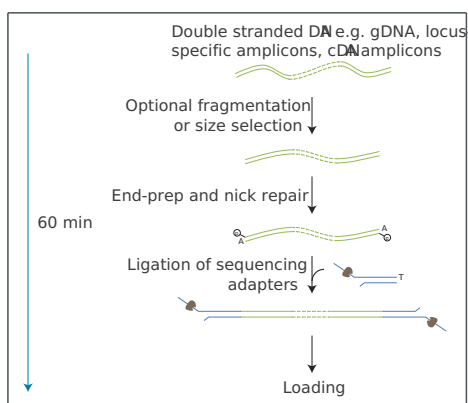 Double stranded DNA e.g. gDNA, locus-
specific amplicons, cDNA amplicons
Optional fragmentation
or size selection
End-prep and nick repair
60 min
P
A
A
P
Ligation of sequencing
adapters
T
Loading